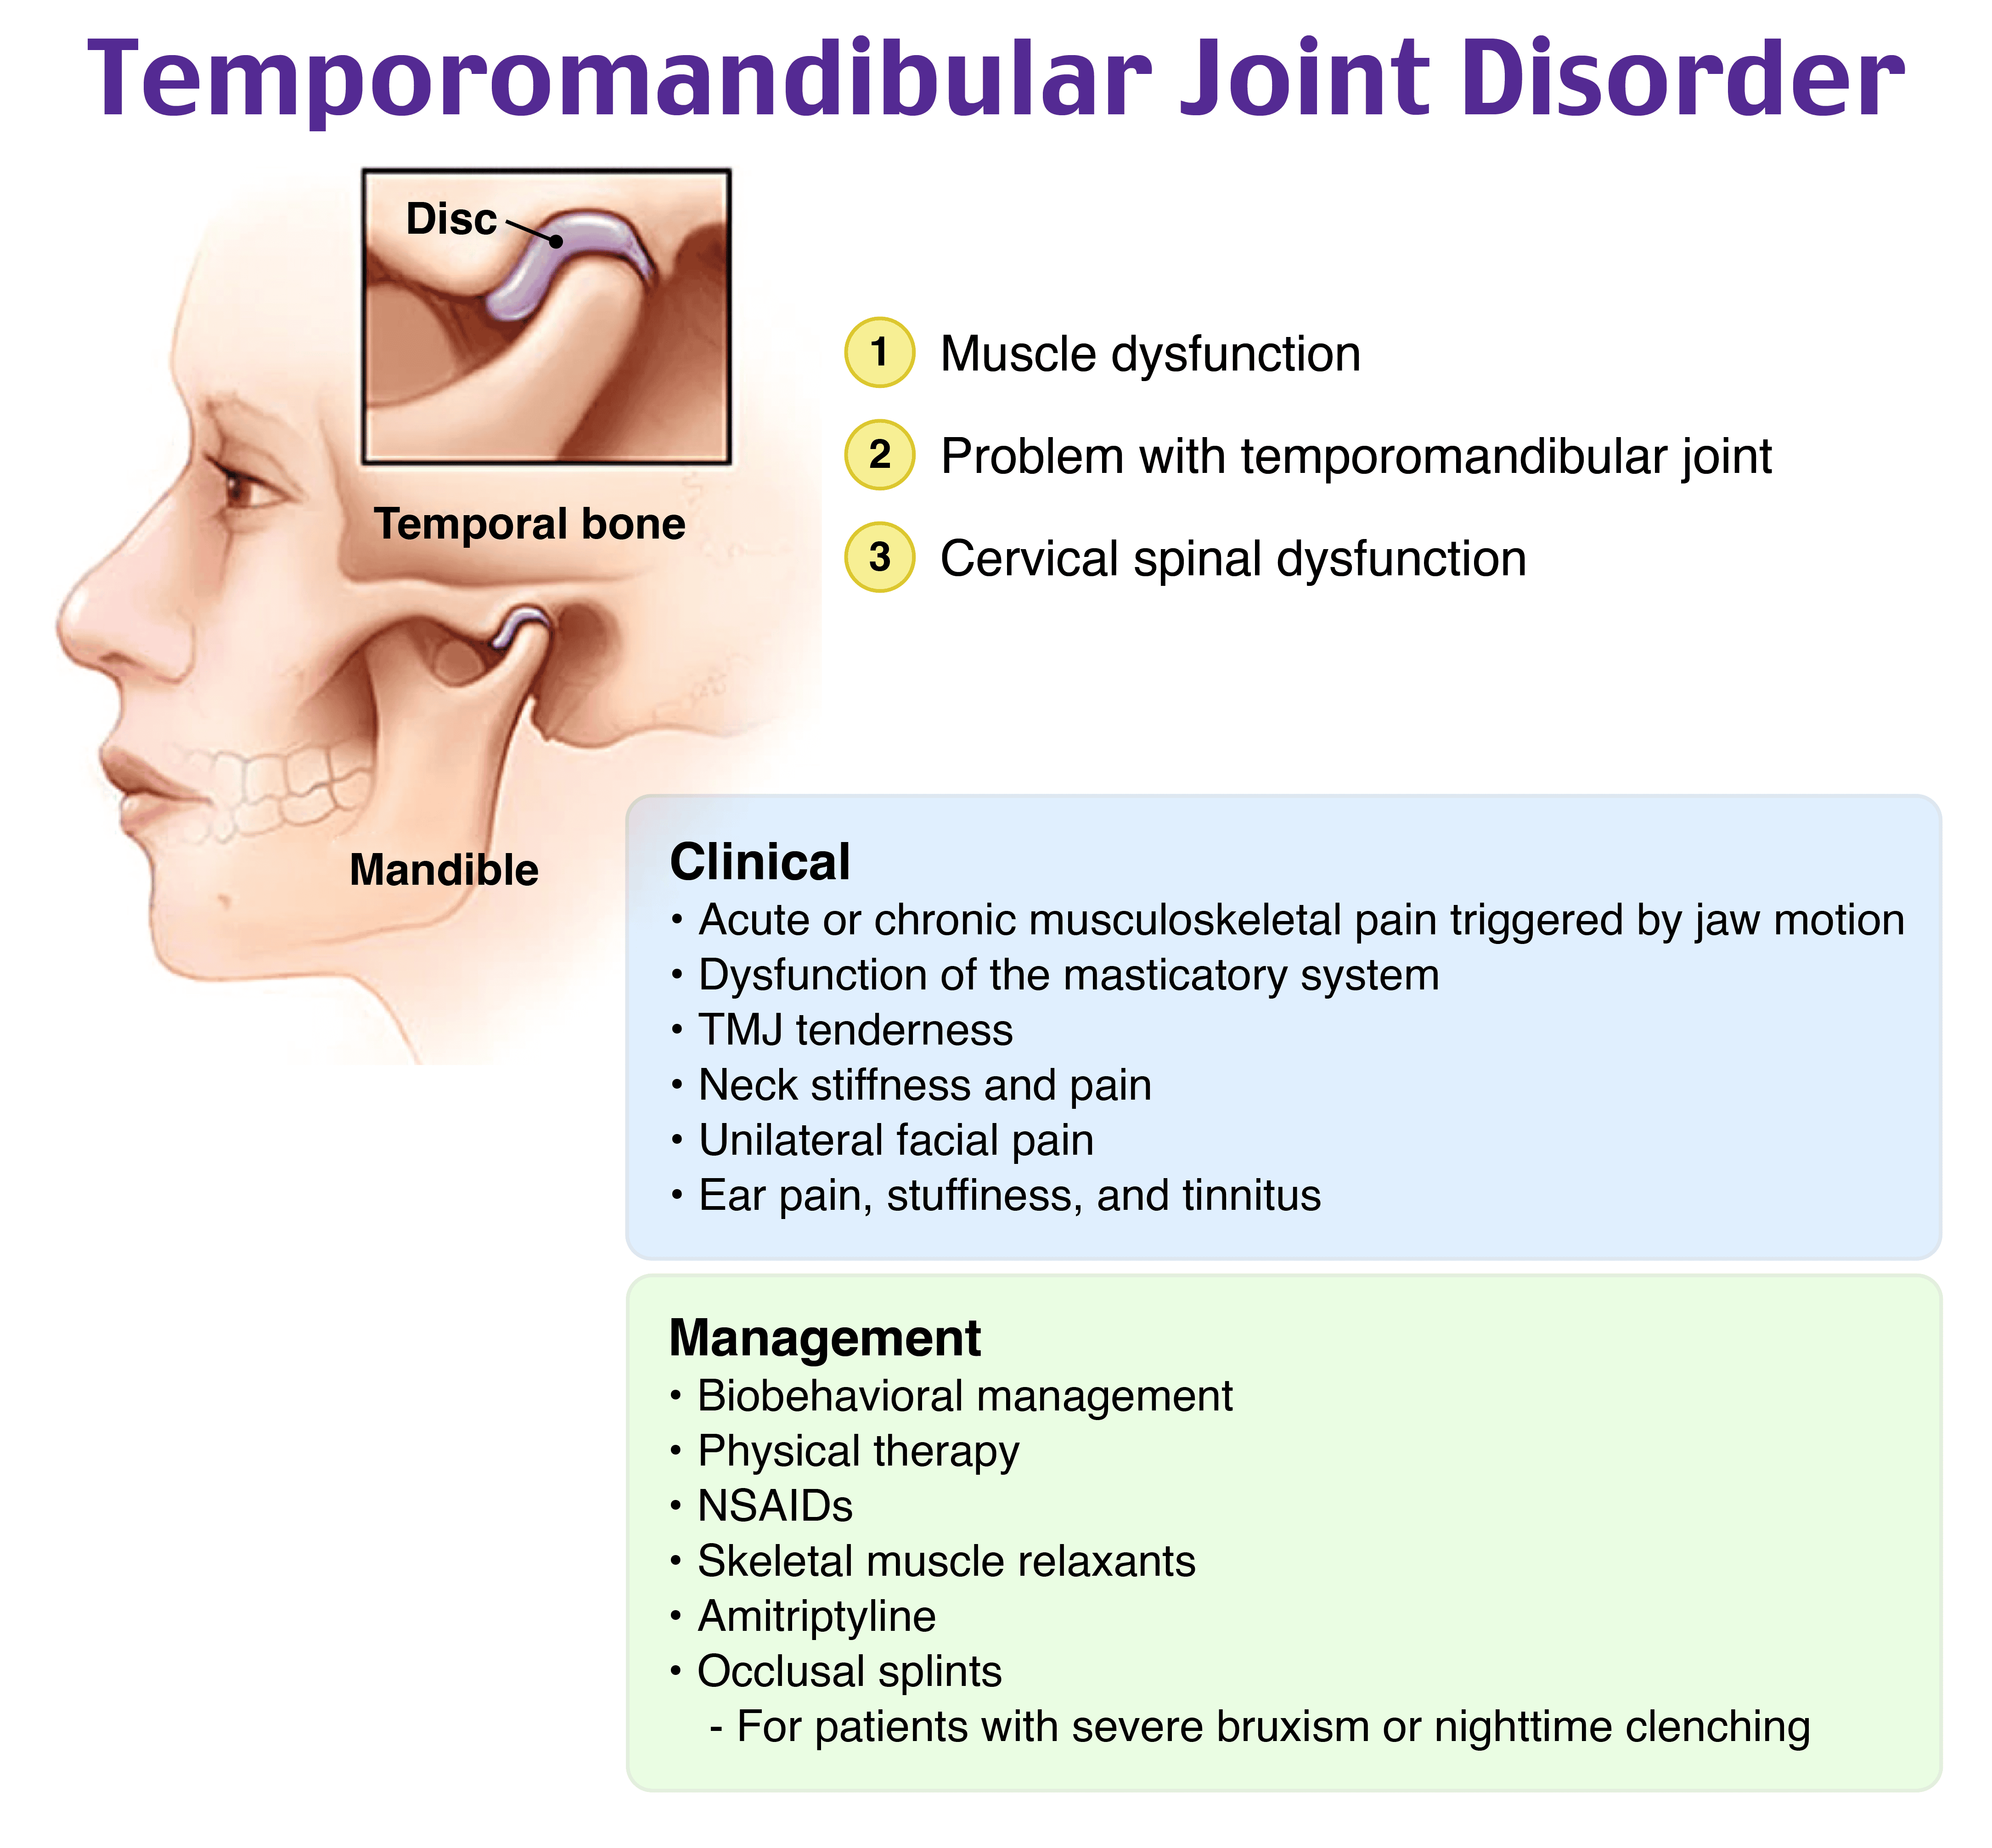 Temporomandibular Joint Disorder
Disc
Temporal bone
Mandible
1 Muscle dysfunction
2 Problem with temporomandibular joint
3 Cervical spinal dysfunction
Clinical
• Acute or chronic musculoskeletal pain triggered by jaw motion
• Dysfunction of the masticatory system
• TMJ tenderness
• Neck stiffness and pain
• Unilateral facial pain
• Ear pain, stuffiness, and tinnitus
Management
• Biobehavioral management
• Physical therapy
• NSAIDs
• Skeletal muscle relaxants
• Amitriptyline
• Occlusal splints
- For patients with severe bruxism or nighttime clenching